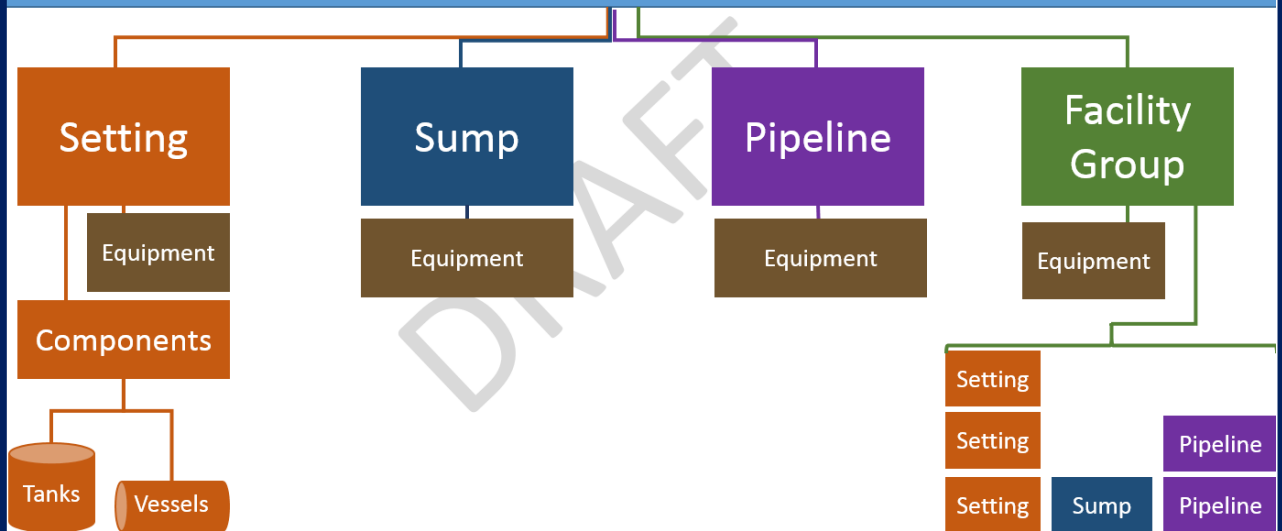 Setting
Sump
Pipeline
Facility
Group
Equipment
Equipment
Equipment
Equipment
Components
Tanks
Vessels
Setting
Setting
Pipeline
Setting
Sump
Pipeline
DRAFT